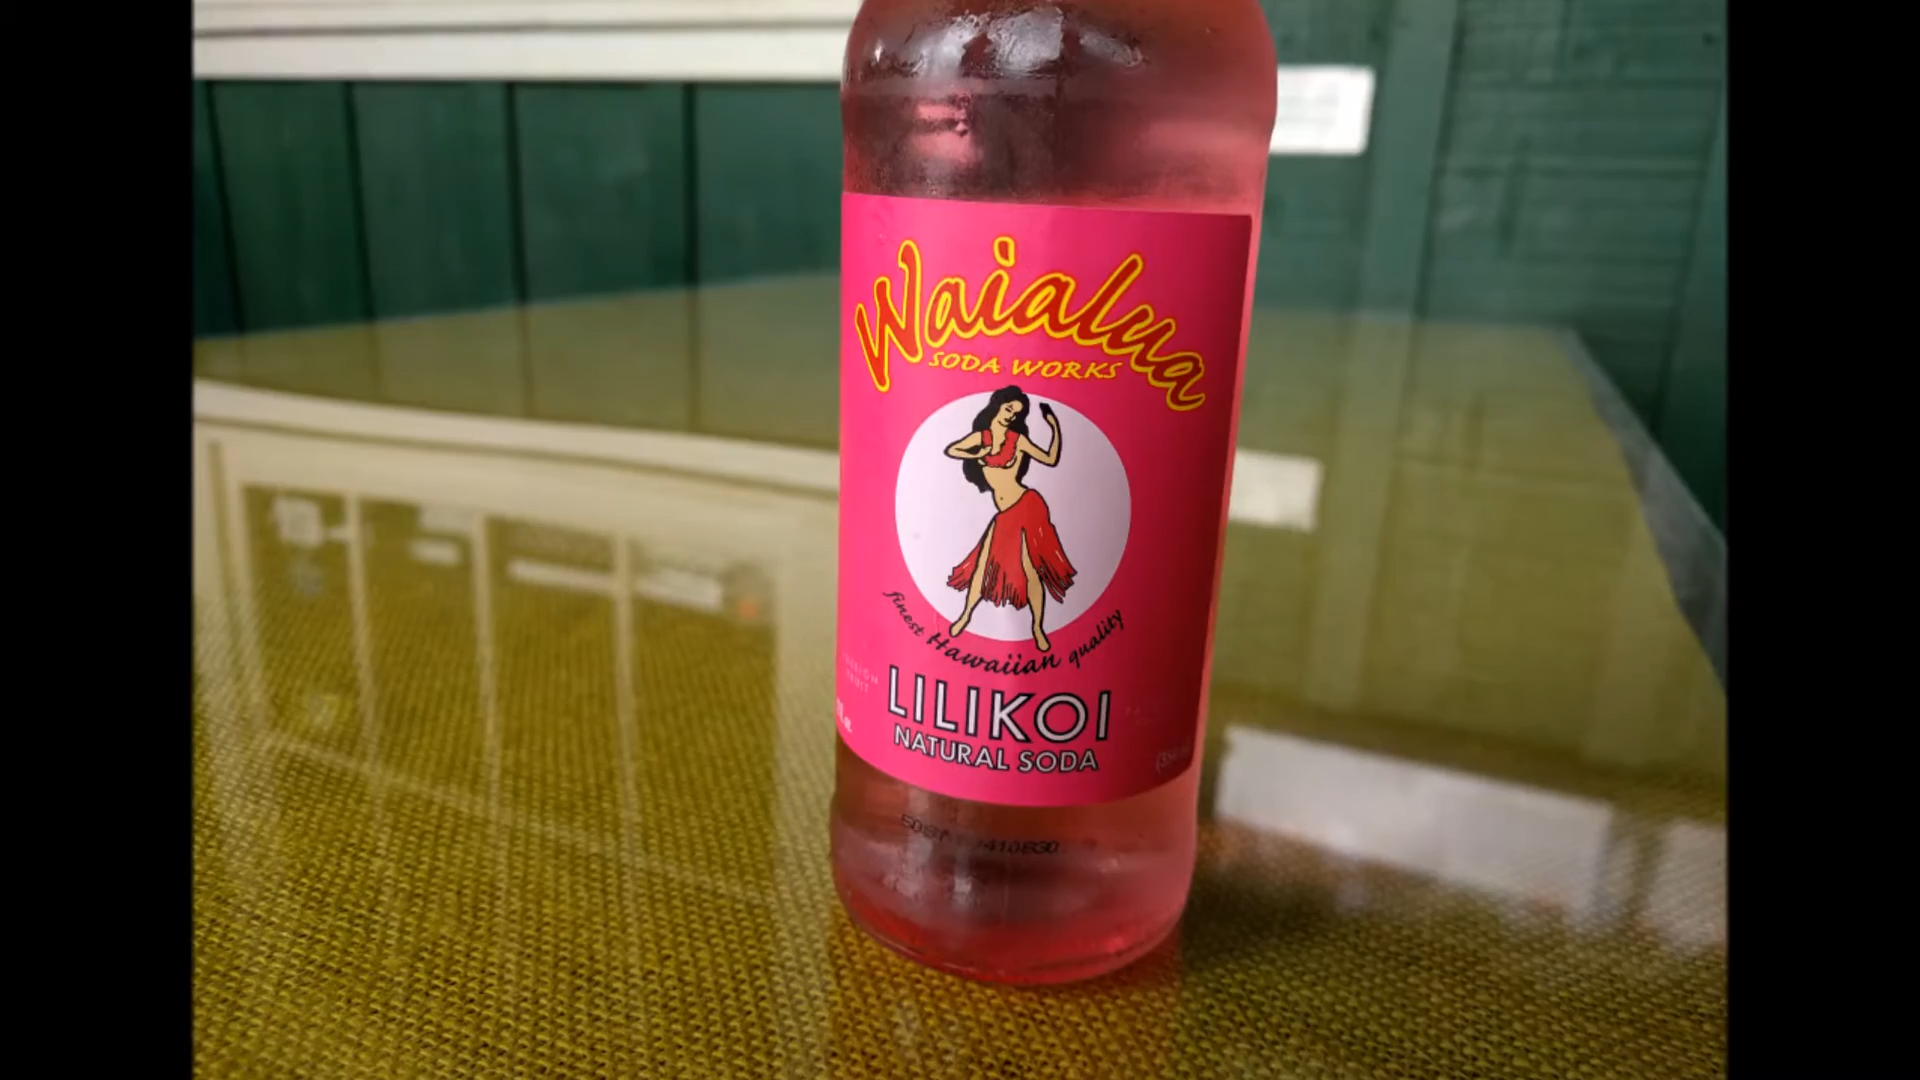 Waialua
SODA WORKS
finest Hawaiian quality
LILIKOI
NATURAL SODA